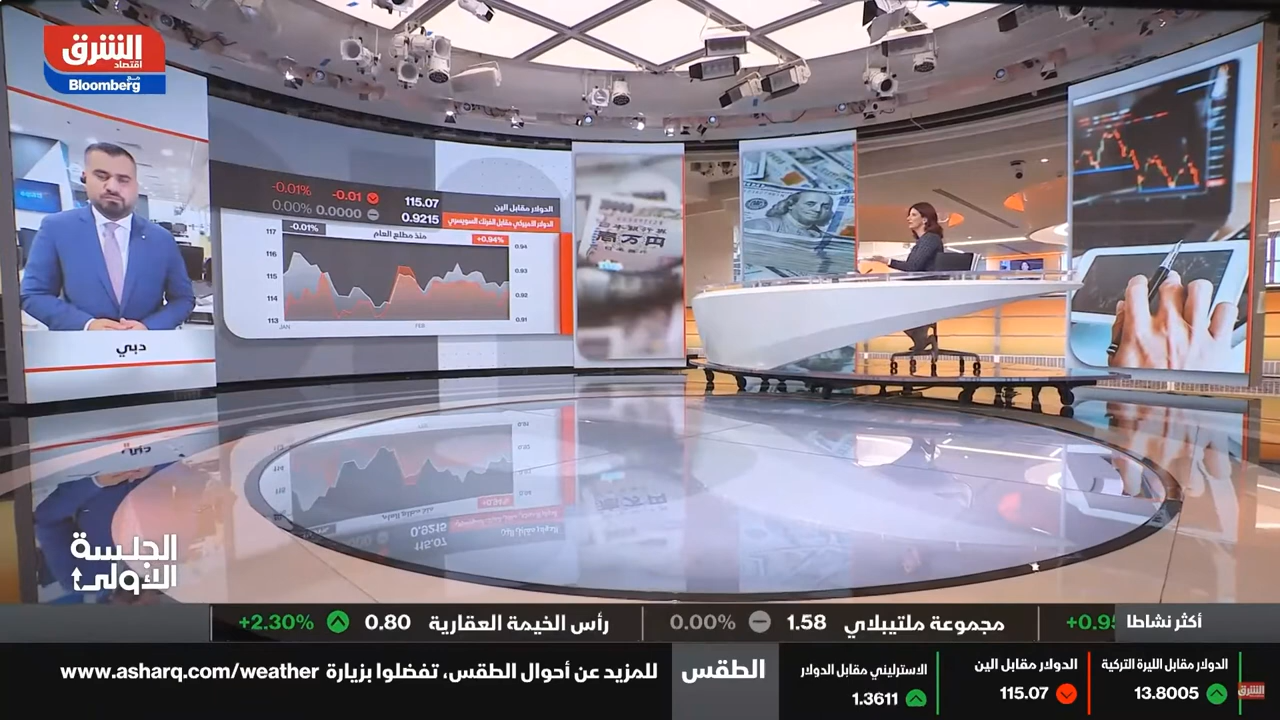 الشرق
اقتصاد
مع
Bloomberg
دبي
-0.01% -0.01 115.07 الدولار مقابل الين
0.00% 0.0000 0.9215 الدولار الأميركي مقابل الفرنك السويسري
-0.01% منذ مطلع العام +0.94%
117
116
115
114
113
0.94
0.93
0.92
0.91
JAN FEB
الجلسة
الأولى
أكثر نشاطا
مجموعة ملتيبلاي 1.58 0.00%
رأس الخيمة العقارية 0.80 +2.30%
الدولار مقابل الليرة التركية
13.8005
الدولار مقابل الين
115.07
الاسترليني مقابل الدولار
1.3611
الطقس
للمزيد عن أحوال الطقس، تفضلوا بزيارة www.asharq.com/weather
الشرق